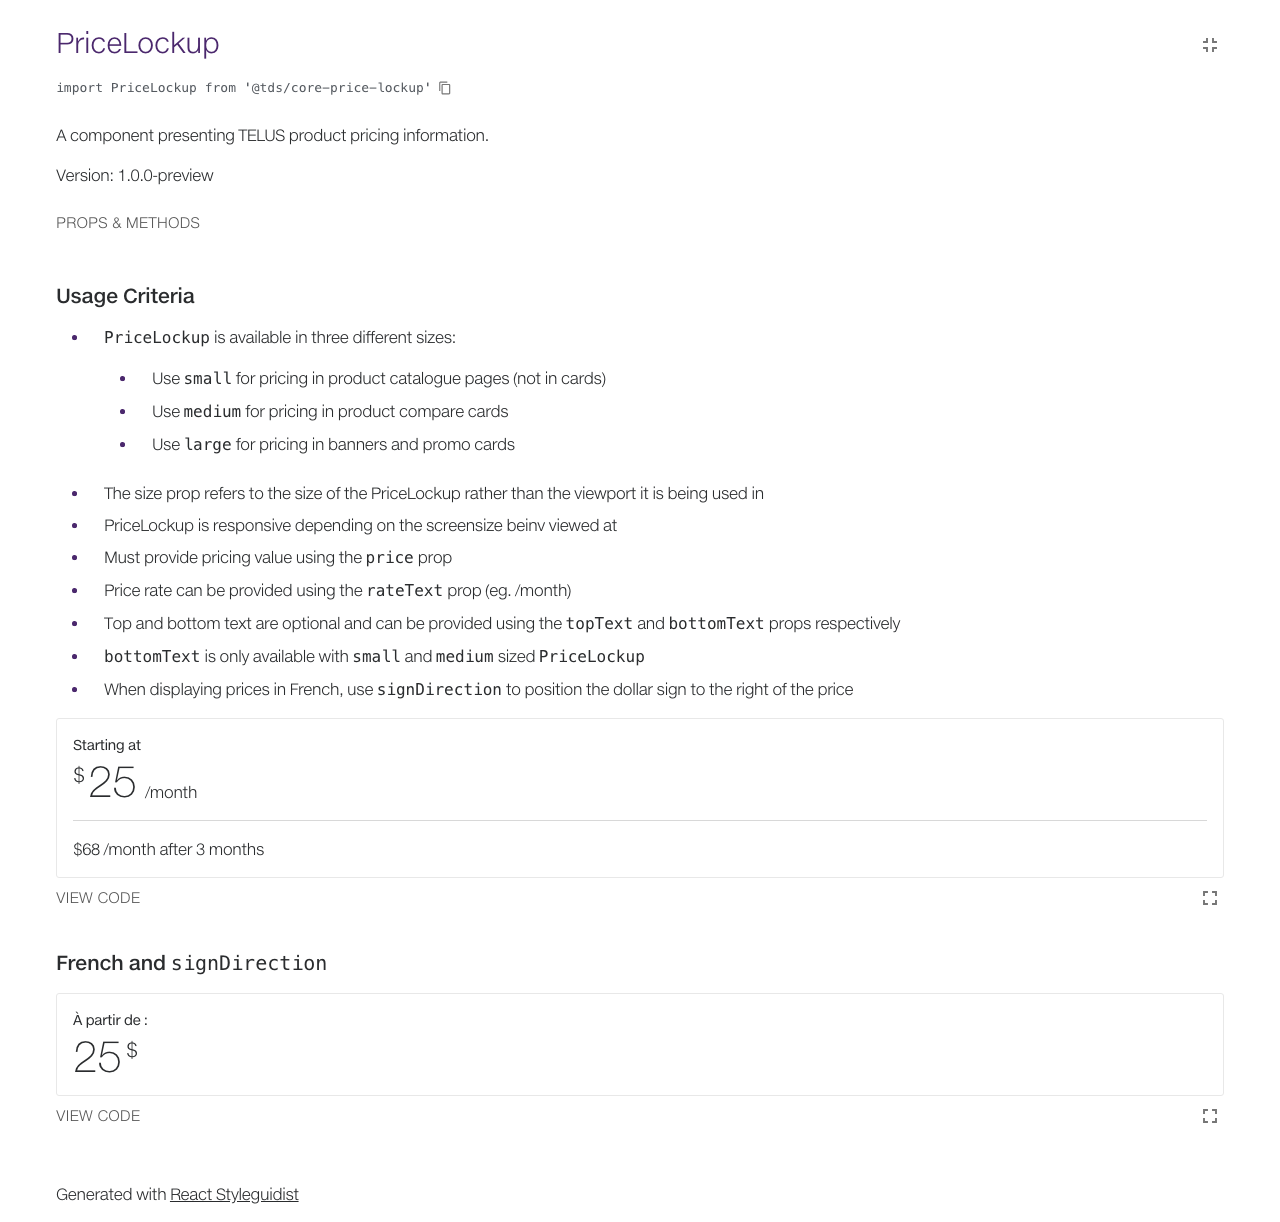 PriceLockup
import PriceLockup from '@tds/core-price-lockup'
A component presenting TELUS product pricing information.
Version: 1.0.0-preview
PROPS & METHODS
Usage Criteria
PriceLockup is available in three different sizes:
Use small for pricing in product catalogue pages (not in cards)
Use medium for pricing in product compare cards
Use large for pricing in banners and promo cards
The size prop refers to the size of the PriceLockup rather than the viewport it is being used in
PriceLockup is responsive depending on the screensize beinv viewed at
Must provide pricing value using the price prop
Price rate can be provided using the rateText prop (eg. /month)
Top and bottom text are optional and can be provided using the topText and bottomText props respectively
bottomText is only available with small and medium sized PriceLockup
When displaying prices in French, use signDirection to position the dollar sign to the right of the price
Starting at
$25 /month
$68 /month after 3 months
VIEW CODE
French and signDirection
À partir de :
25$
VIEW CODE
Generated with React Styleguidist